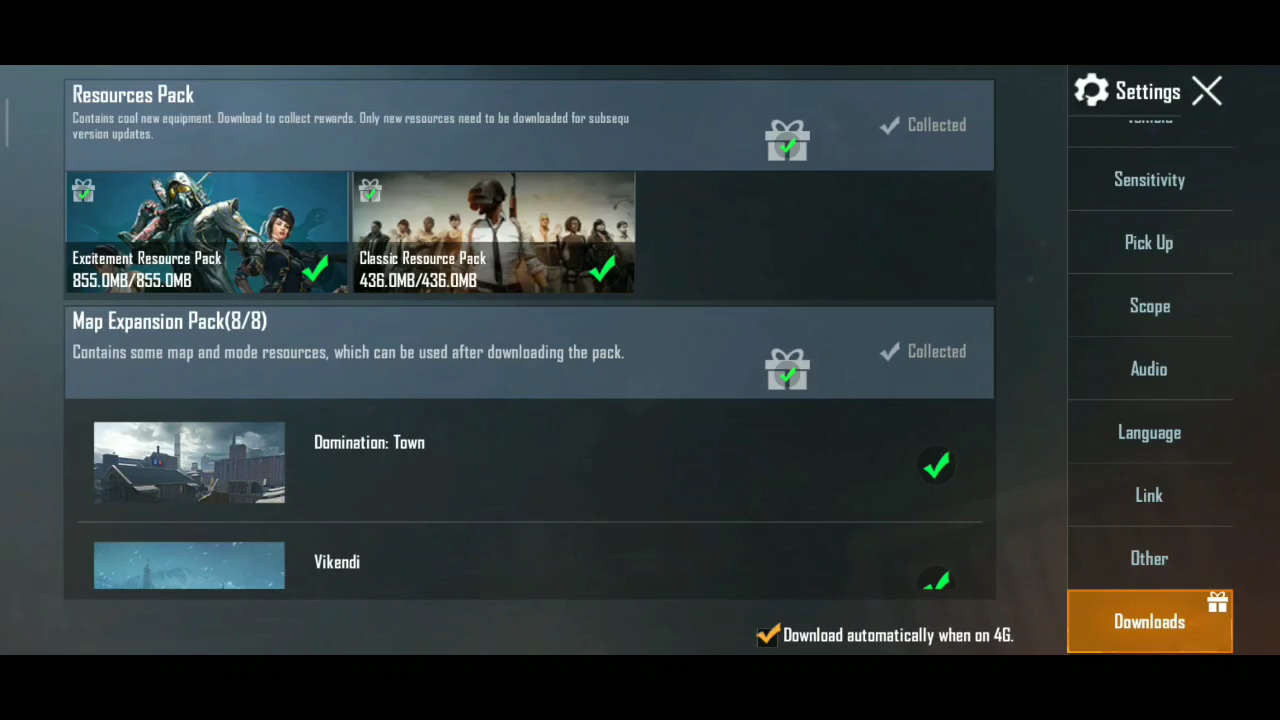 Resources Pack
Contains cool new equipment. Download to collect rewards. Only new resources need to be downloaded for subsequ
version updates.
Collected
Excitement Resource Pack
855.0MB/855.0MB
Classic Resource Pack
436.0MB/436.0MB
Map Expansion Pack(8/8)
Contains some map and mode resources, which can be used after downloading the pack.
Collected
Domination: Town
Vikendi
Download automatically when on 4G.
Settings
Sensitivity
Pick Up
Scope
Audio
Language
Link
Other
Downloads